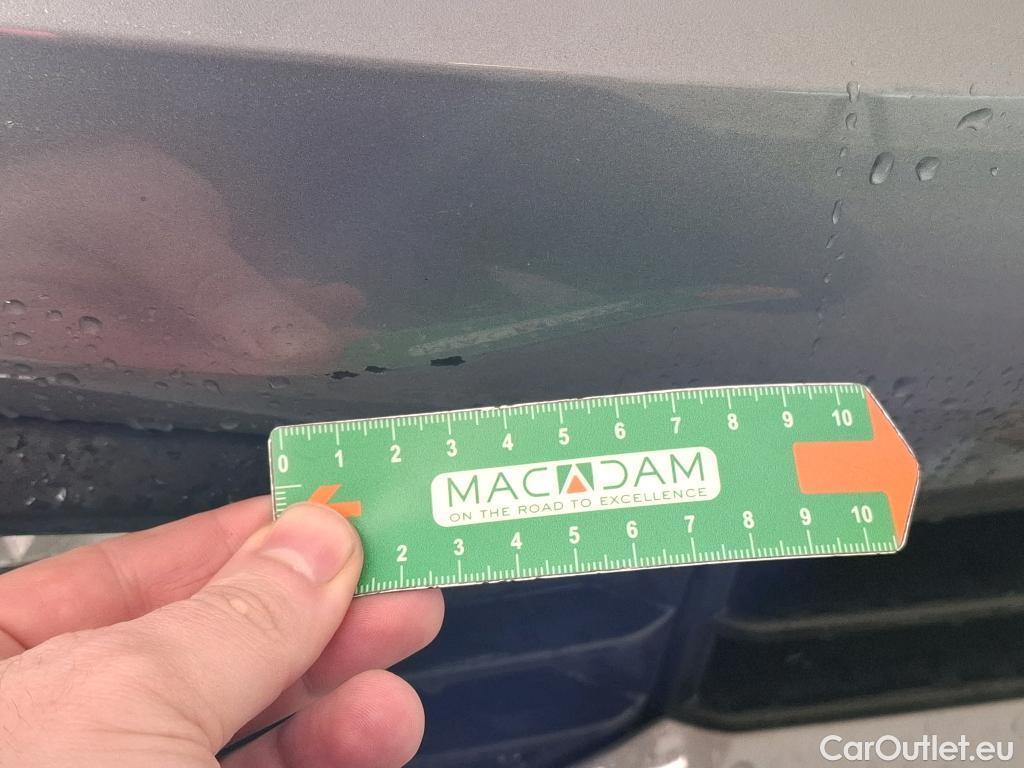 0 1 2 3 4 5 6 7 8 9 10
MACADAM
ON THE ROAD TO EXCELLENCE
2 3 4 5 6 7 8 9 10
CarOutlet.eu